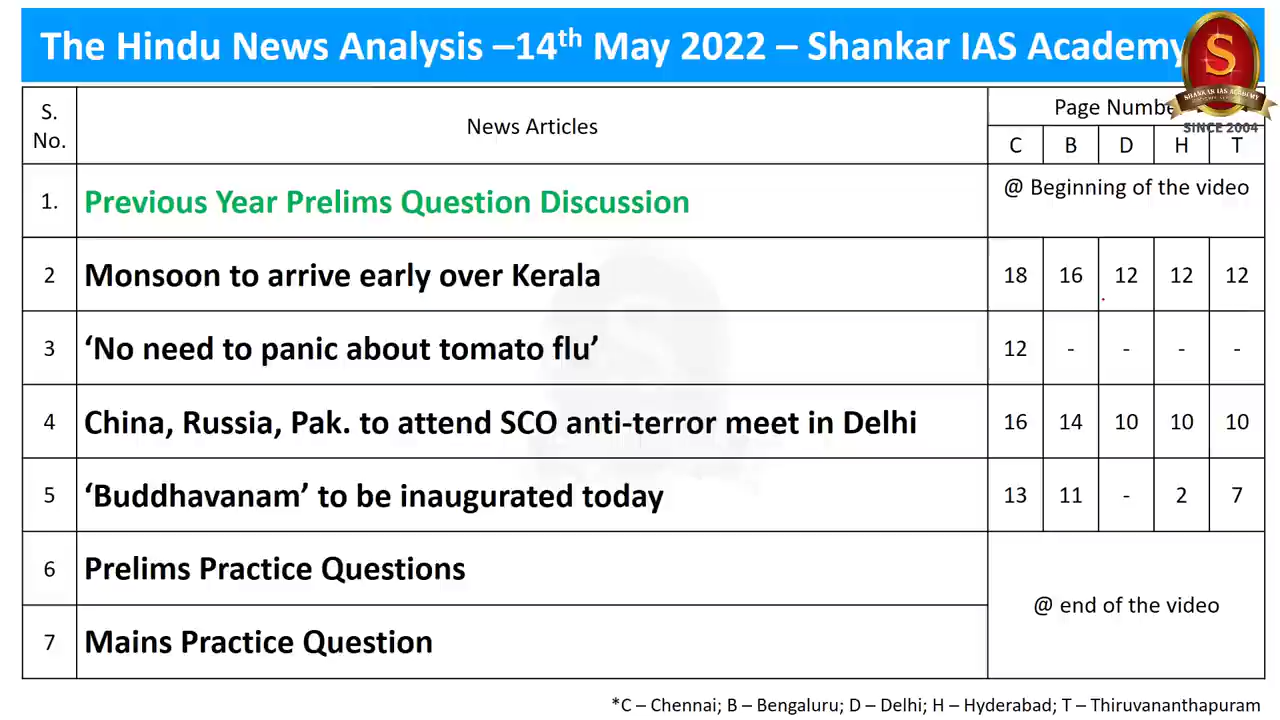 The Hindu News Analysis –14th May 2022 – Shankar IAS Academy
S
SHANKAR IAS ACADEMY
SINCE 2004
S. No.
News Articles
Page Numbe
C B D H T
1. Previous Year Prelims Question Discussion @ Beginning of the video
2 Monsoon to arrive early over Kerala 18 16 12 12 12
3 ‘No need to panic about tomato flu’ 12 - - - -
4 China, Russia, Pak. to attend SCO anti-terror meet in Delhi 16 14 10 10 10
5 ‘Buddhavanam’ to be inaugurated today 13 11 - 2 7
6 Prelims Practice Questions
@ end of the video
7 Mains Practice Question
*C – Chennai; B – Bengaluru; D – Delhi; H – Hyderabad; T – Thiruvananthapuram